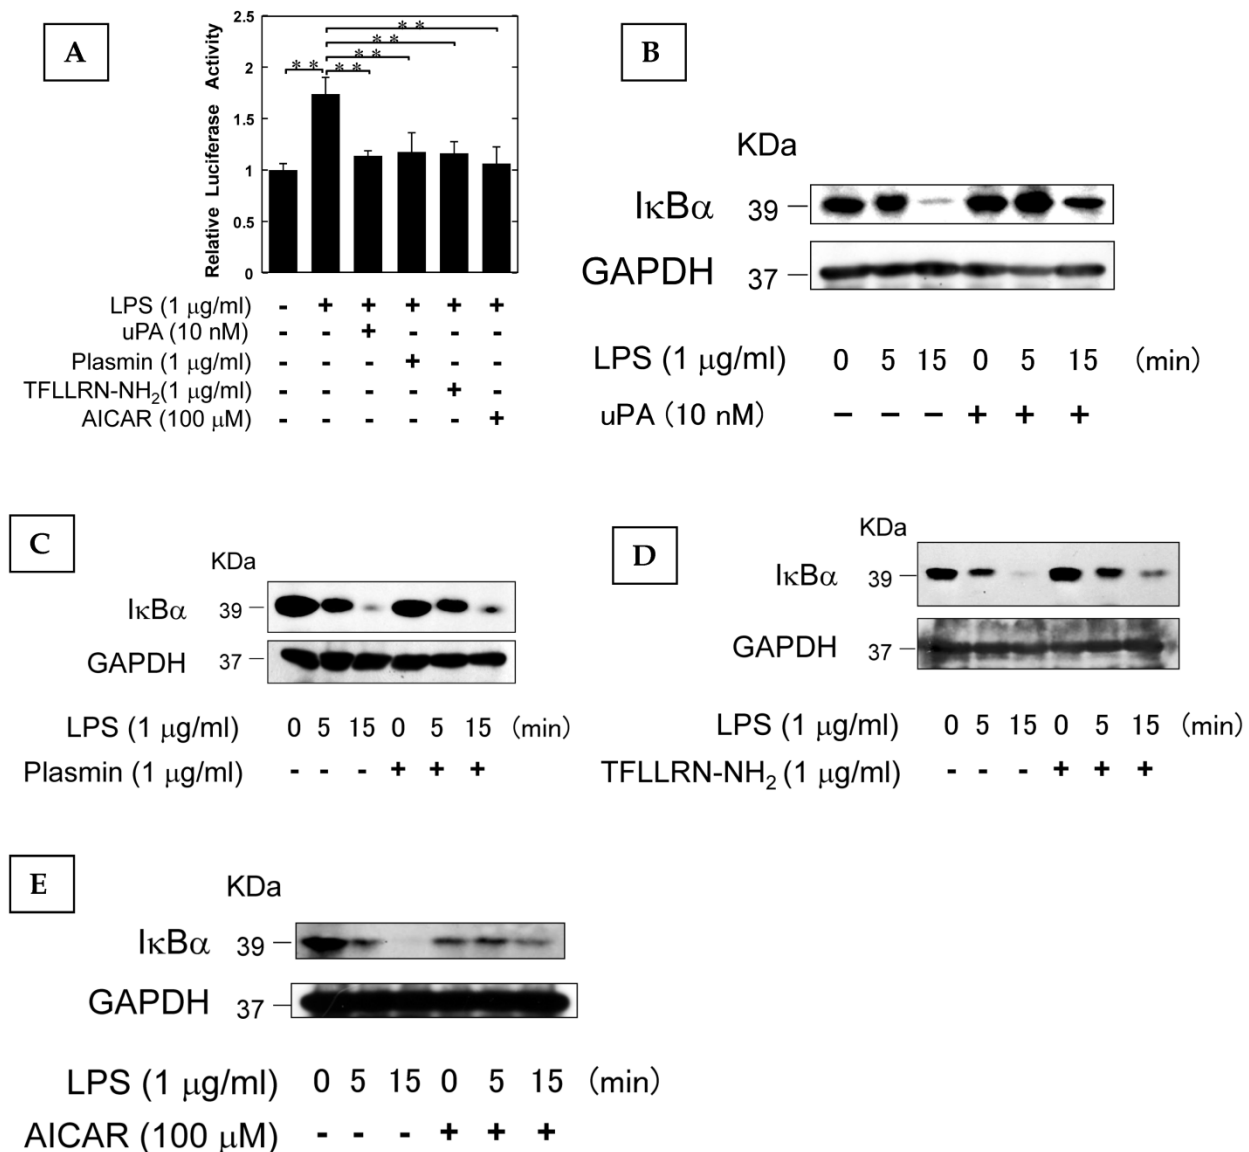 A
Relative Luciferase Activity
2.5
2
1.5
1
0.5
0
** ** ** ** **
LPS (1 μg/ml) - + + + + +
uPA (10 nM) - - + - - -
Plasmin (1 μg/ml) - - - + - -
TFLLRN-NH₂(1 μg/ml) - - - - + -
AICAR (100 μM) - - - - - +
B
KDa
IκBα 39
GAPDH 37
LPS (1 μg/ml) 0 5 15 0 5 15 (min)
uPA (10 nM) − − − + + +
C
KDa
IκBα 39
GAPDH 37
LPS (1 μg/ml) 0 5 15 0 5 15 (min)
Plasmin (1 μg/ml) - - - + + +
D
KDa
IκBα 39
GAPDH 37
LPS (1 μg/ml) 0 5 15 0 5 15 (min)
TFLLRN-NH₂ (1 μg/ml) - - - + + +
E
KDa
IκBα 39
GAPDH 37
LPS (1 μg/ml) 0 5 15 0 5 15 (min)
AICAR (100 μM) - - - + + +